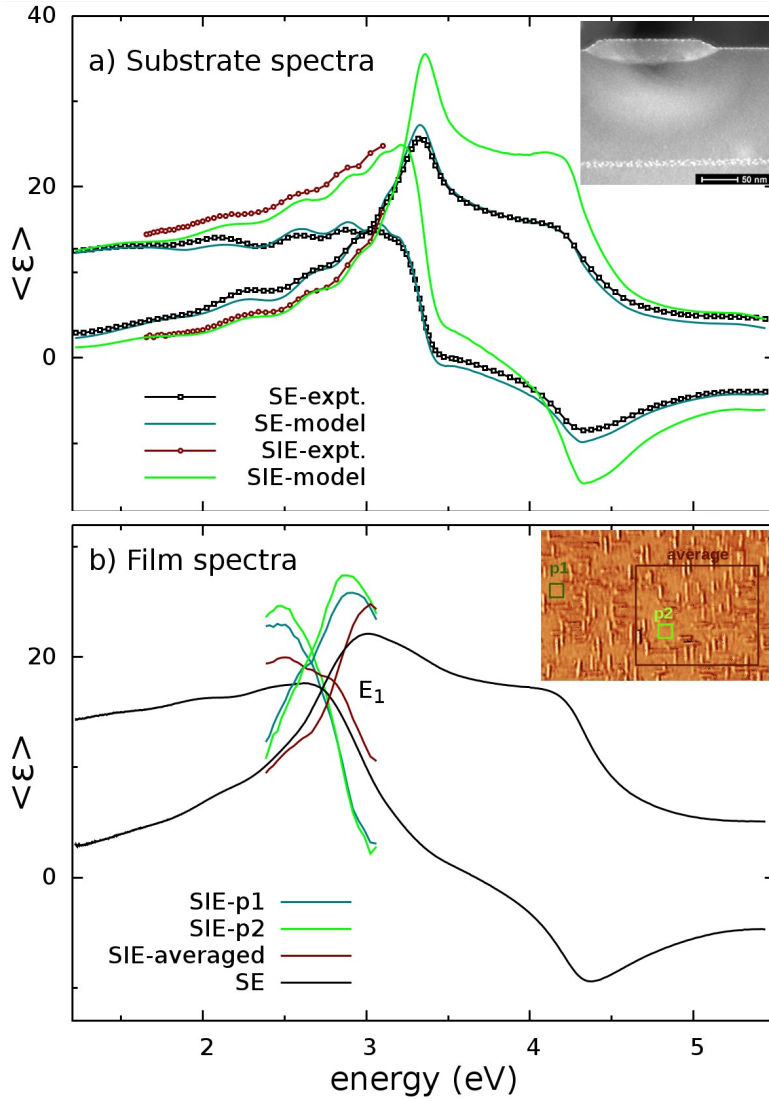 40
a) Substrate spectra
50 nm
20
<ε>
0
SE-expt.
SE-model
SIE-expt.
SIE-model
b) Film spectra
average
p1
p2
20
E1
<ε>
0
SIE-p1
SIE-p2
SIE-averaged
SE
2 3 4 5
energy (eV)